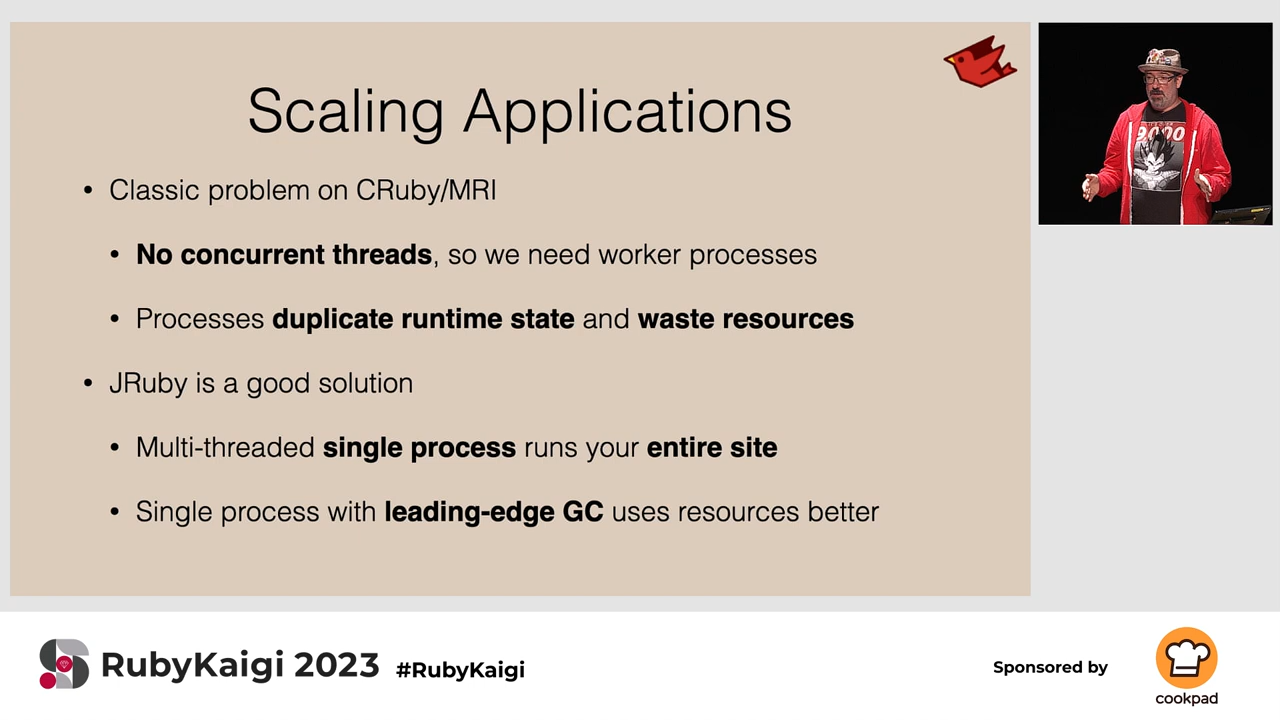 Scaling Applications
• Classic problem on CRuby/MRI
• No concurrent threads, so we need worker processes
• Processes duplicate runtime state and waste resources
• JRuby is a good solution
• Multi-threaded single process runs your entire site
• Single process with leading-edge GC uses resources better
9000
RubyKaigi 2023 #RubyKaigi
Sponsored by
cookpad